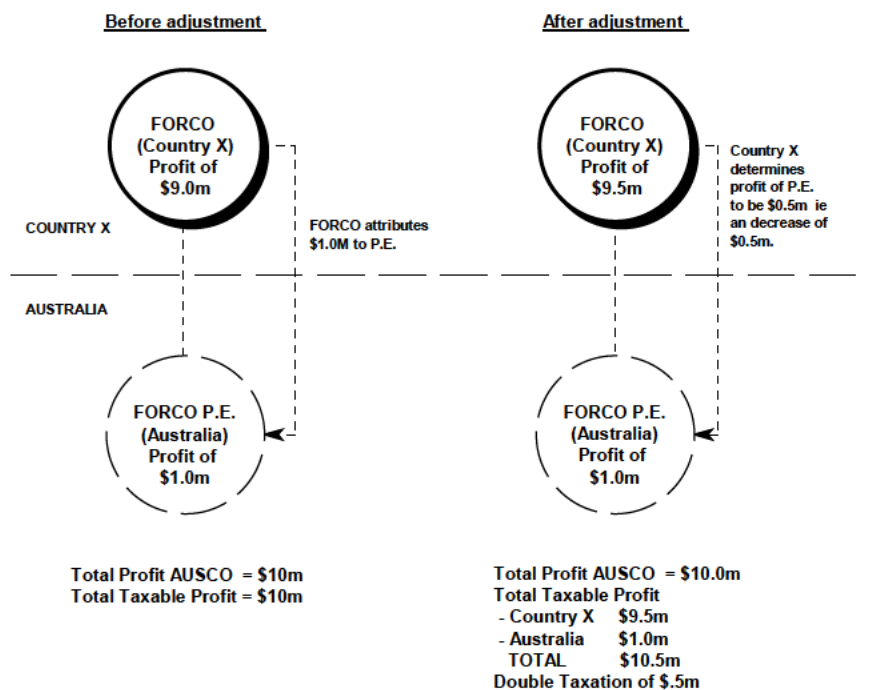 Before adjustment
FORCO
(Country X)
Profit of
$9.0m
COUNTRY X
FORCO attributes
$1.0M to P.E.
AUSTRALIA
FORCO P.E.
(Australia)
Profit of
$1.0m
Total Profit AUSCO = $10m
Total Taxable Profit = $10m
After adjustment
FORCO
(Country X)
Profit of
$9.5m
Country X
determines
profit of P.E.
to be $0.5m ie
an decrease of
$0.5m.
FORCO P.E.
(Australia)
Profit of
$1.0m
Total Profit AUSCO = $10.0m
Total Taxable Profit
- Country X $9.5m
- Australia $1.0m
TOTAL $10.5m
Double Taxation of $.5m